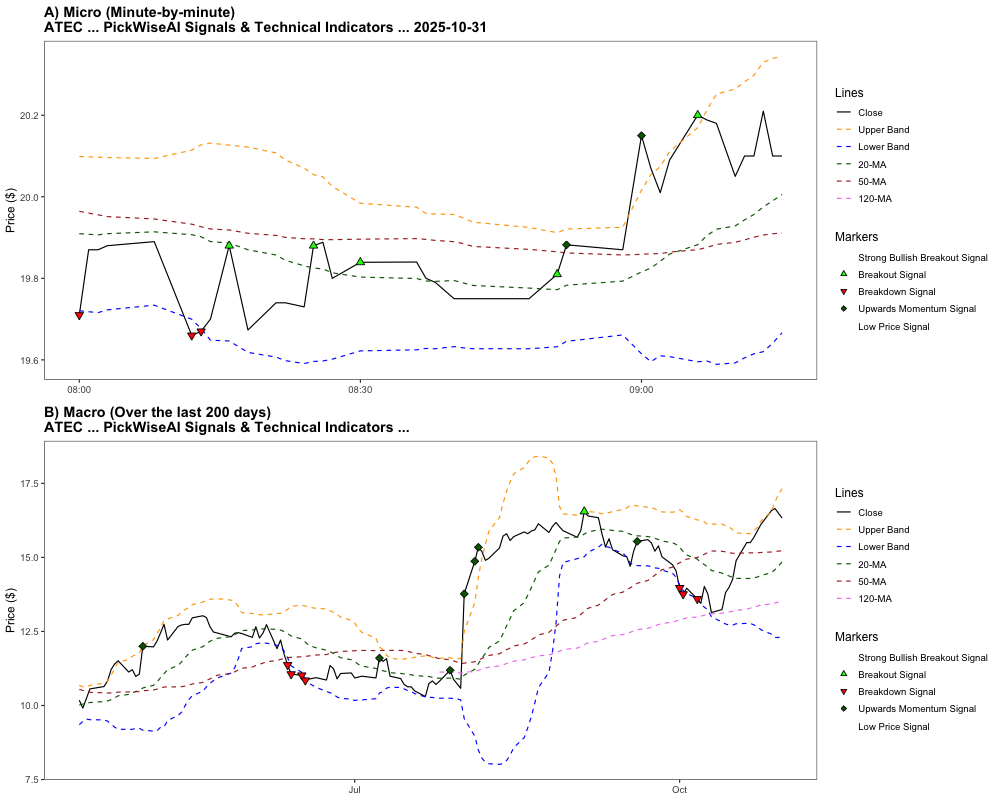 A) Micro (Minute-by-minute)
ATEC ... PickWiseAI Signals & Technical Indicators ... 2025-10-31
Price ($)
20.2
20.0
19.8
19.6
08:00
08:30
09:00
Lines
Close
Upper Band
Lower Band
20-MA
50-MA
120-MA
Markers
Strong Bullish Breakout Signal
Breakout Signal
Breakdown Signal
Upwards Momentum Signal
Low Price Signal
B) Macro (Over the last 200 days)
ATEC ... PickWiseAI Signals & Technical Indicators ...
Price ($)
17.5
15.0
12.5
10.0
7.5
Jul
Oct
Lines
Close
Upper Band
Lower Band
20-MA
50-MA
120-MA
Markers
Strong Bullish Breakout Signal
Breakout Signal
Breakdown Signal
Upwards Momentum Signal
Low Price Signal